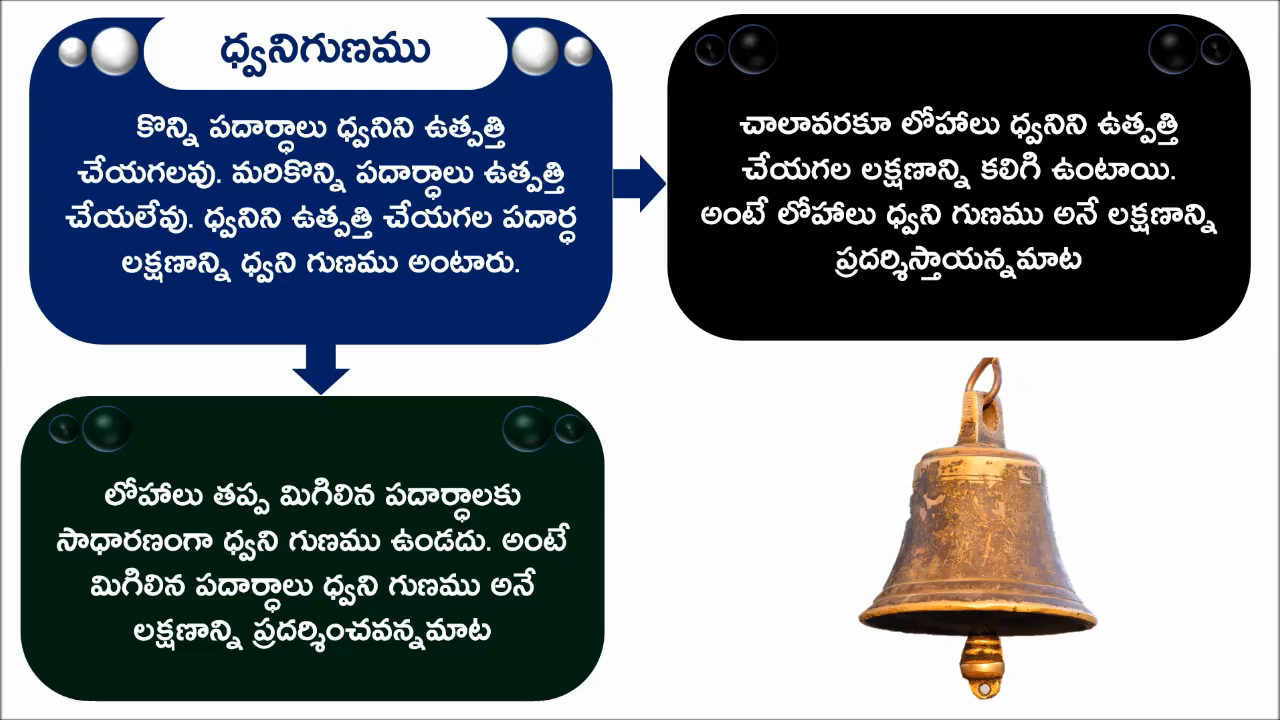 ధ్వనిగుణము
కొన్ని పదార్థాలు ధ్వనిని ఉత్పత్తి
చేయగలవు. మరికొన్ని పదార్థాలు ఉత్పత్తి
చేయలేవు. ధ్వనిని ఉత్పత్తి చేయగల పదార్ధ
లక్షణాన్ని ధ్వని గుణము అంటారు.
చాలావరకూ లోహాలు ధ్వనిని ఉత్పత్తి
చేయగల లక్షణాన్ని కలిగి ఉంటాయి.
అంటే లోహాలు ధ్వని గుణము అనే లక్షణాన్ని
ప్రదర్శిస్తాయన్నమాట
లోహాలు తప్ప మిగిలిన పదార్థాలకు
సాధారణంగా ధ్వని గుణము ఉండదు. అంటే
మిగిలిన పదార్థాలు ధ్వని గుణము అనే
లక్షణాన్ని ప్రదర్శించవన్నమాట